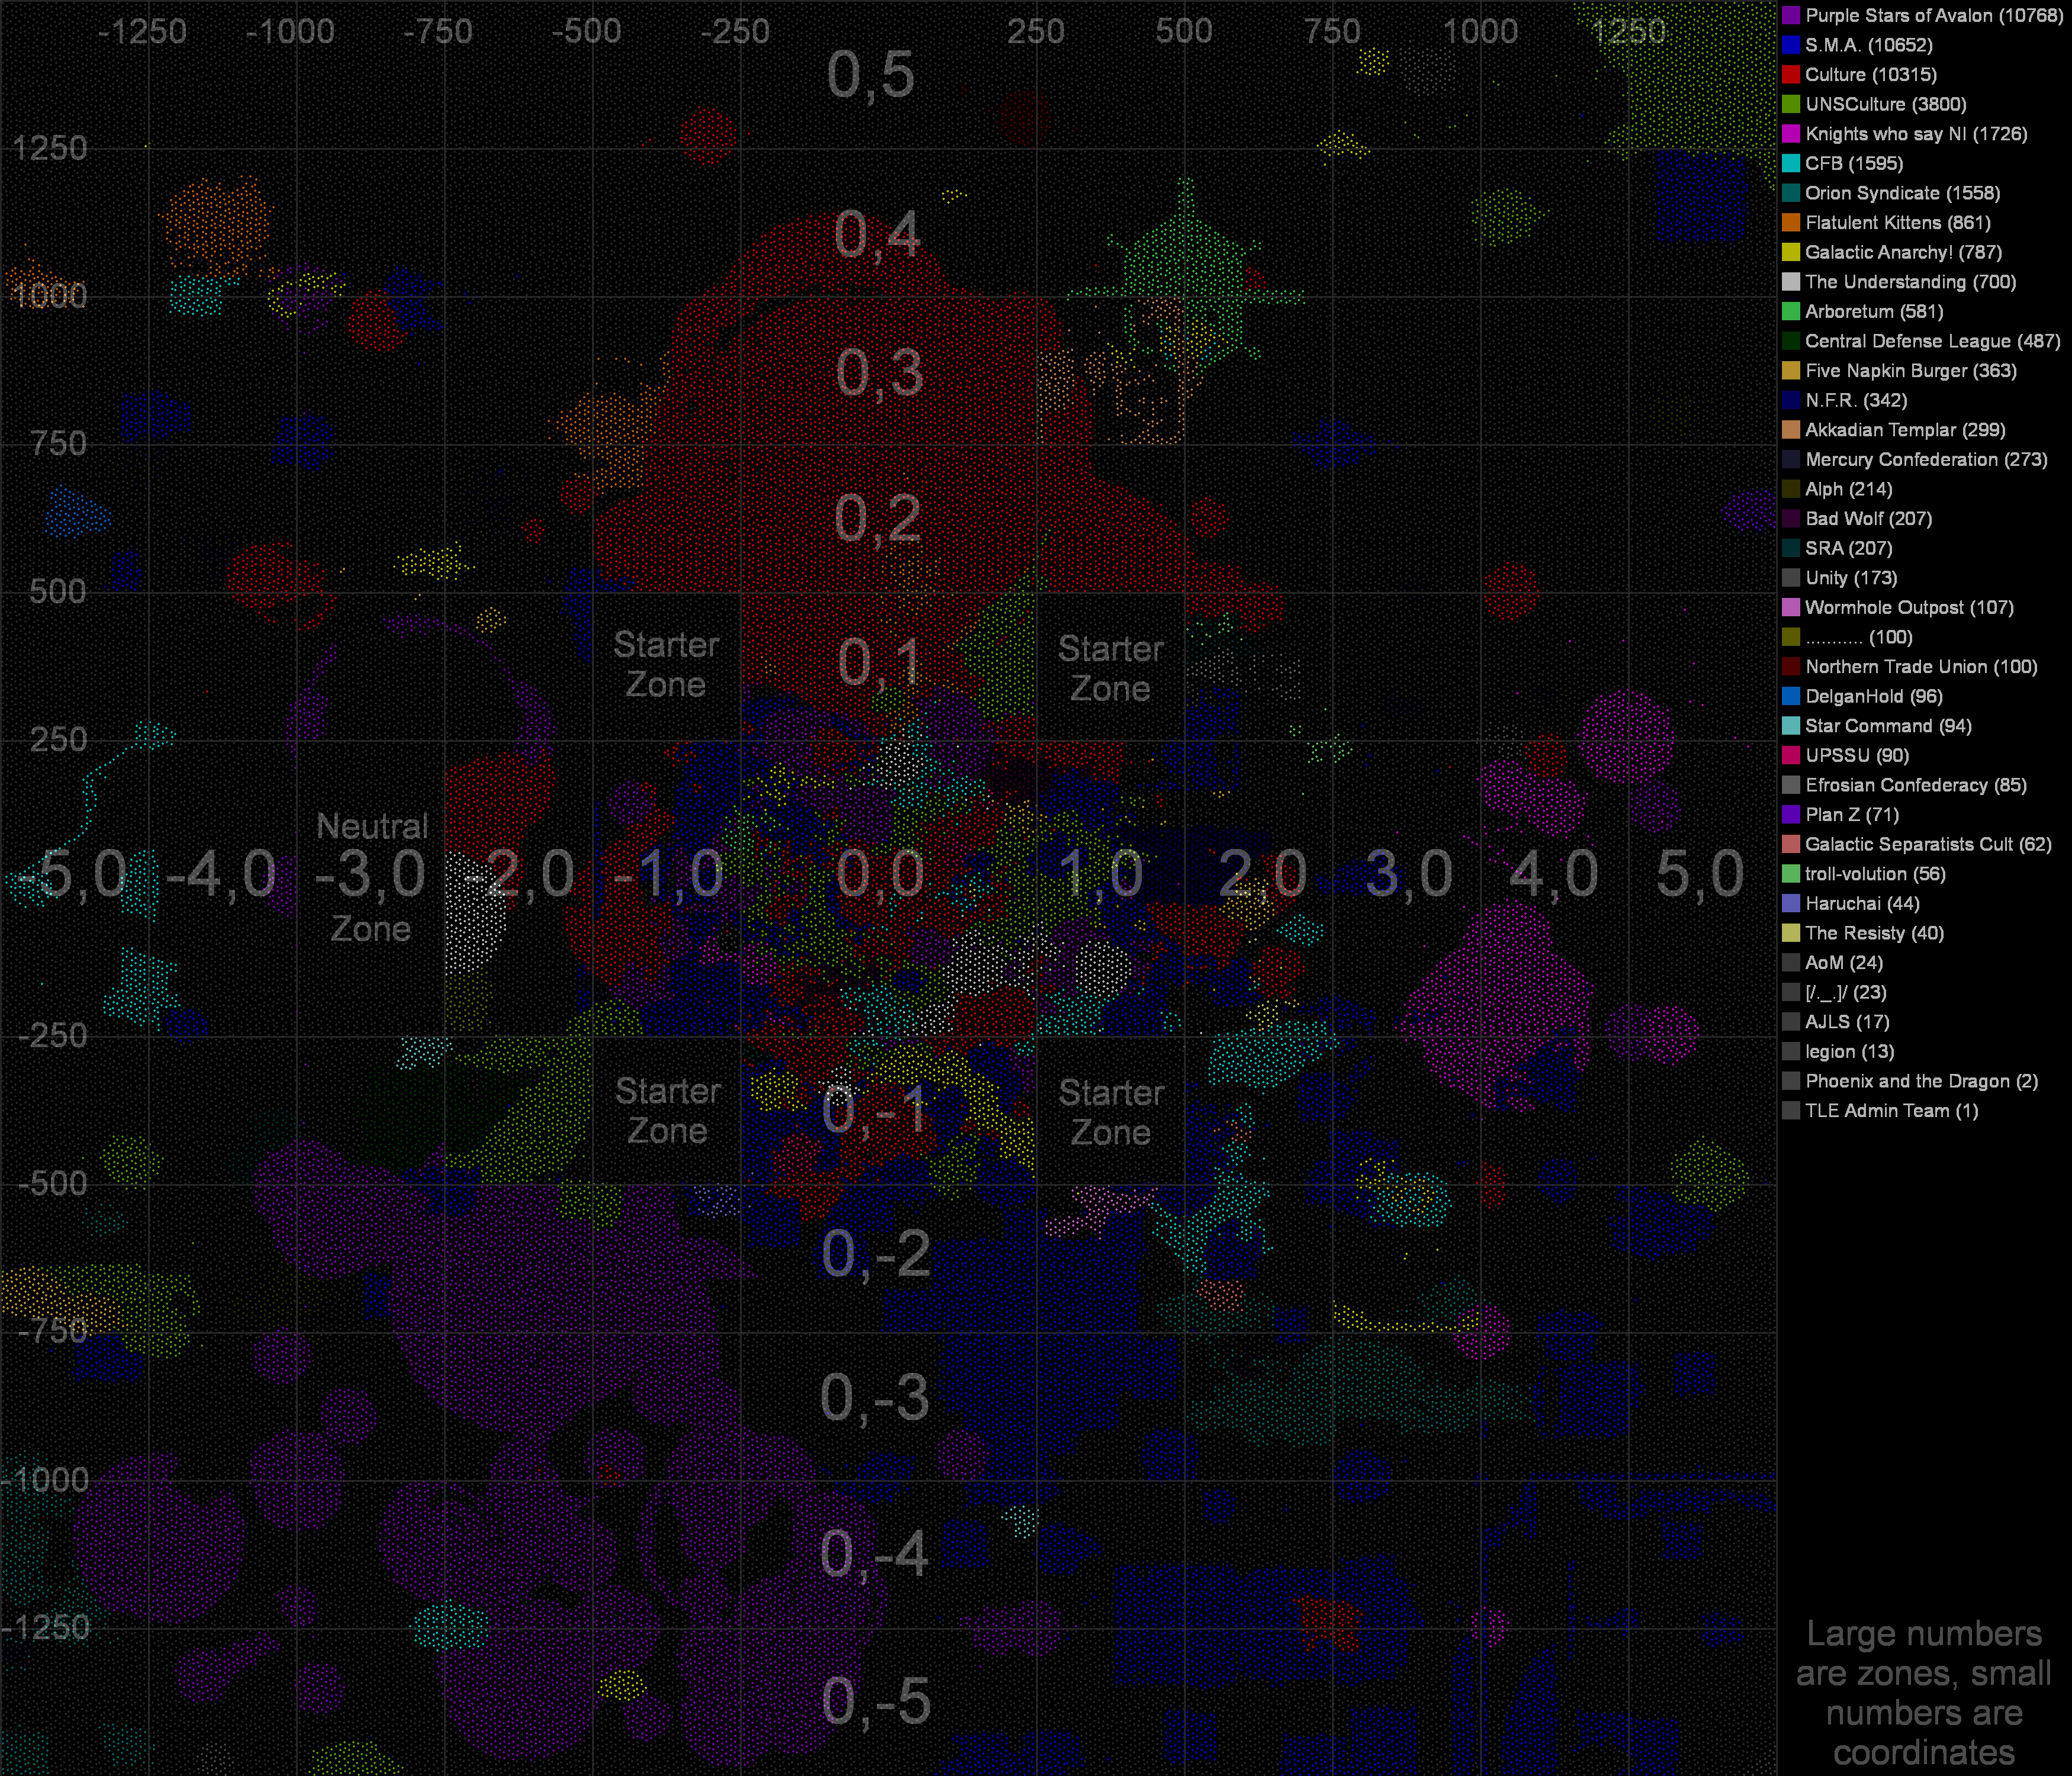 -1250 -1000 -750 -500 -250 250 500 750 1000 1250
0,5
1250
0,4
1000
0,3
750
0,2
500
Starter
Zone
0,1
Starter
Zone
250
Neutral
Zone
-5,0 -4,0 -3,0 -2,0 -1,0 0,0 1,0 2,0 3,0 4,0 5,0
-250
Starter
Zone
0,-1
Starter
Zone
-500
0,-2
-750
0,-3
-1000
0,-4
-1250
0,-5
Purple Stars of Avalon (10768)
S.M.A. (10652)
Culture (10315)
UNSCulture (3800)
Knights who say NI (1726)
CFB (1595)
Orion Syndicate (1558)
Flatulent Kittens (861)
Galactic Anarchy! (787)
The Understanding (700)
Arboretum (581)
Central Defense League (487)
Five Napkin Burger (363)
N.F.R. (342)
Akkadian Templar (299)
Mercury Confederation (273)
Alph (214)
Bad Wolf (207)
SRA (207)
Unity (173)
Wormhole Outpost (107)
........... (100)
Northern Trade Union (100)
DelganHold (96)
Star Command (94)
UPSSU (90)
Efrosian Confederacy (85)
Plan Z (71)
Galactic Separatists Cult (62)
troll-volution (56)
Haruchai (44)
The Resisty (40)
AoM (24)
[/._.]/ (23)
AJLS (17)
legion (13)
Phoenix and the Dragon (2)
TLE Admin Team (1)
Large numbers
are zones, small
numbers are
coordinates